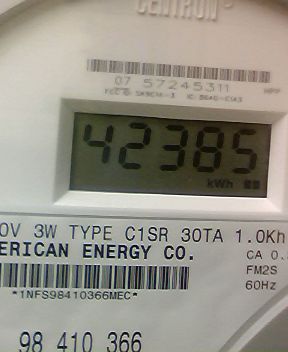 CENTRON®
07 57245311
42385
kWh
0V 3W TYPE C1SR 30TA 1.0Kh
ERICAN ENERGY CO.
CA 0.
FM2S
*1NFS98410366MEC*
60Hz
98 410 366